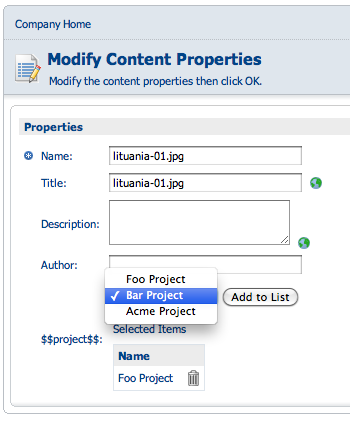 Company Home
Modify Content Properties
Modify the content properties then click OK.
Properties
Name: lituania-01.jpg
Title: lituania-01.jpg
Description:
Author:
Foo Project
✓ Bar Project
Add to List
Acme Project
Selected Items
$$project$$:
Name
Foo Project